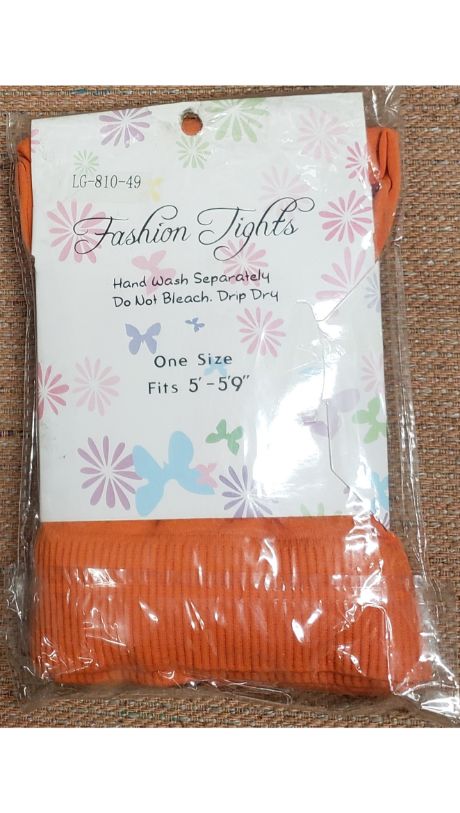 LG-810-49
Fashion Tights
Hand Wash Separately
Do Not Bleach. Drip Dry
One Size
Fits 5'-5'9"